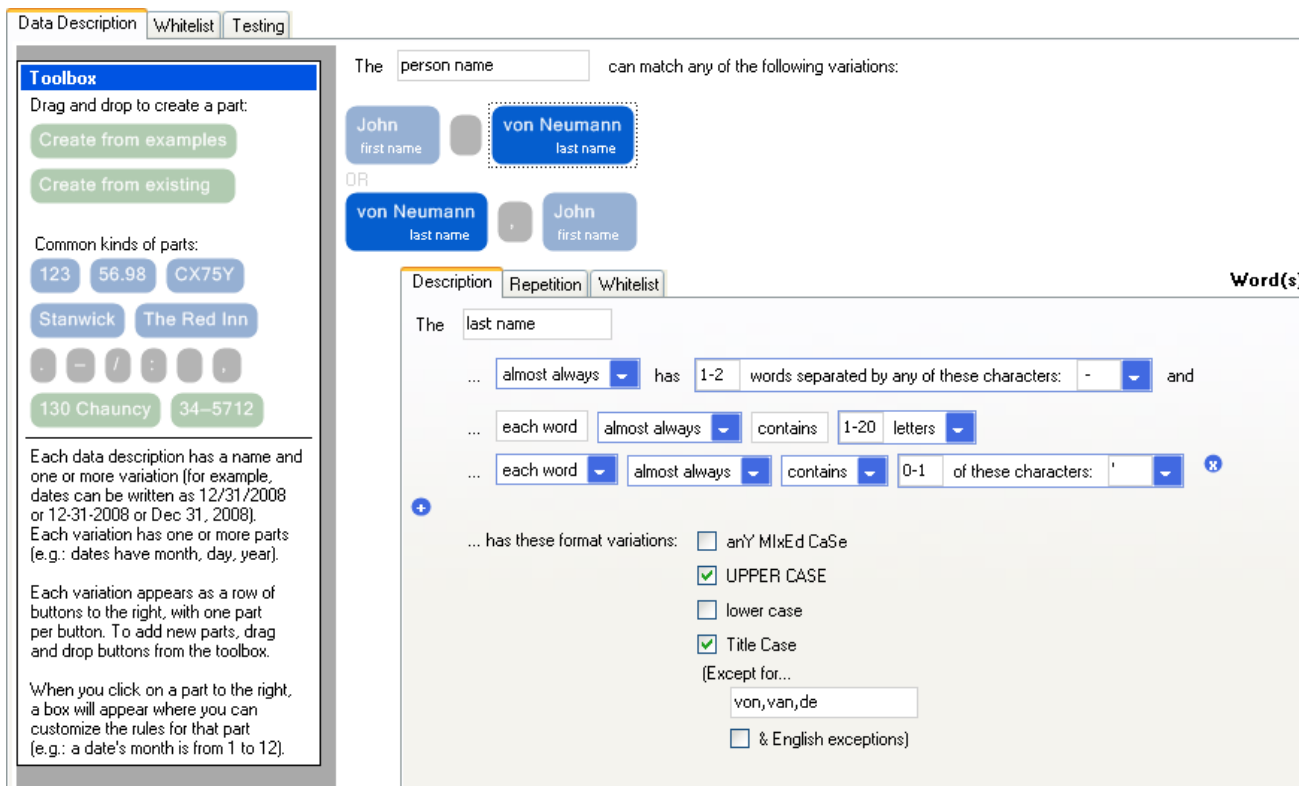 Data Description Whitelist Testing
Toolbox
Drag and drop to create a part:
Create from examples
Create from existing
Common kinds of parts:
123 56.98 CX75Y
Stanwick The Red Inn
. – / : ,
130 Chauncy 34–5712
Each data description has a name and
one or more variation (for example,
dates can be written as 12/31/2008
or 12-31-2008 or Dec 31, 2008).
Each variation has one or more parts
(e.g.: dates have month, day, year).
Each variation appears as a row of
buttons to the right, with one part
per button. To add new parts, drag
and drop buttons from the toolbox.
When you click on a part to the right,
a box will appear where you can
customize the rules for that part
(e.g.: a date's month is from 1 to 12).
The person name can match any of the following variations:
John von Neumann
first name last name
OR
von Neumann , John
last name first name
Description Repetition Whitelist Word(s)
The last name
... almost always has 1-2 words separated by any of these characters: - and
... each word almost always contains 1-20 letters
... each word almost always contains 0-1 of these characters: ' x
+
... has these format variations: anY MIxEd CaSe
UPPER CASE
lower case
Title Case
(Except for...
von,van,de
& English exceptions)